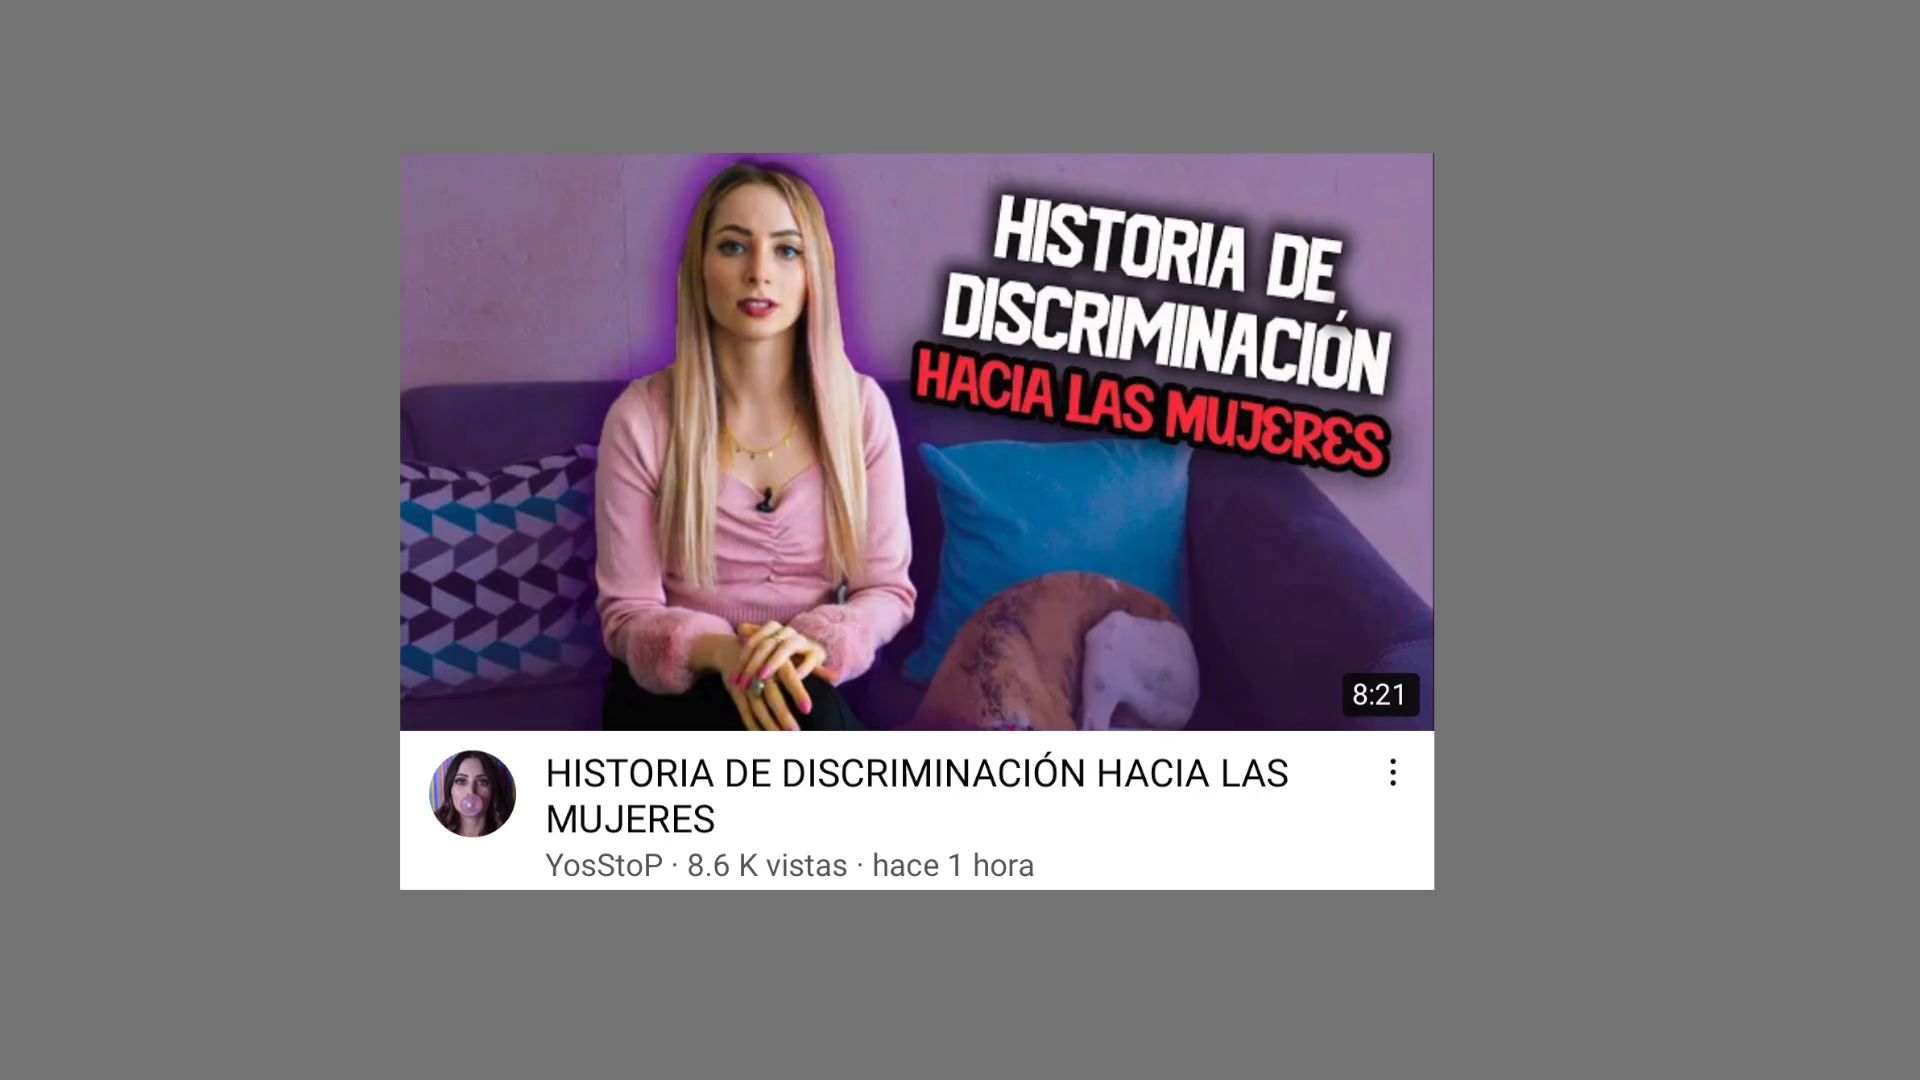 HISTORIA DE
DISCRIMINACIÓN
HACIA LAS MUJERES
8:21
HISTORIA DE DISCRIMINACIÓN HACIA LAS
MUJERES
YosStoP · 8.6 K vistas · hace 1 hora